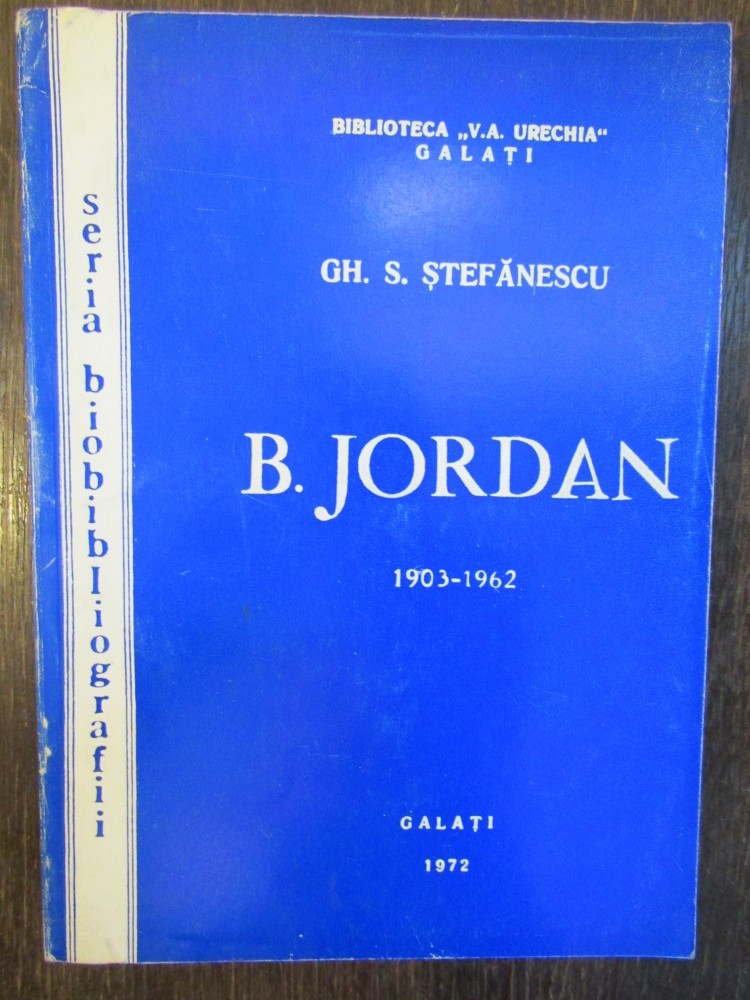 BIBLIOTECA „V.A. URECHIA“
GALAȚI
GH. S. ȘTEFĂNESCU
B. JORDAN
1903-1962
GALAȚI
1972
seria biobibliografii